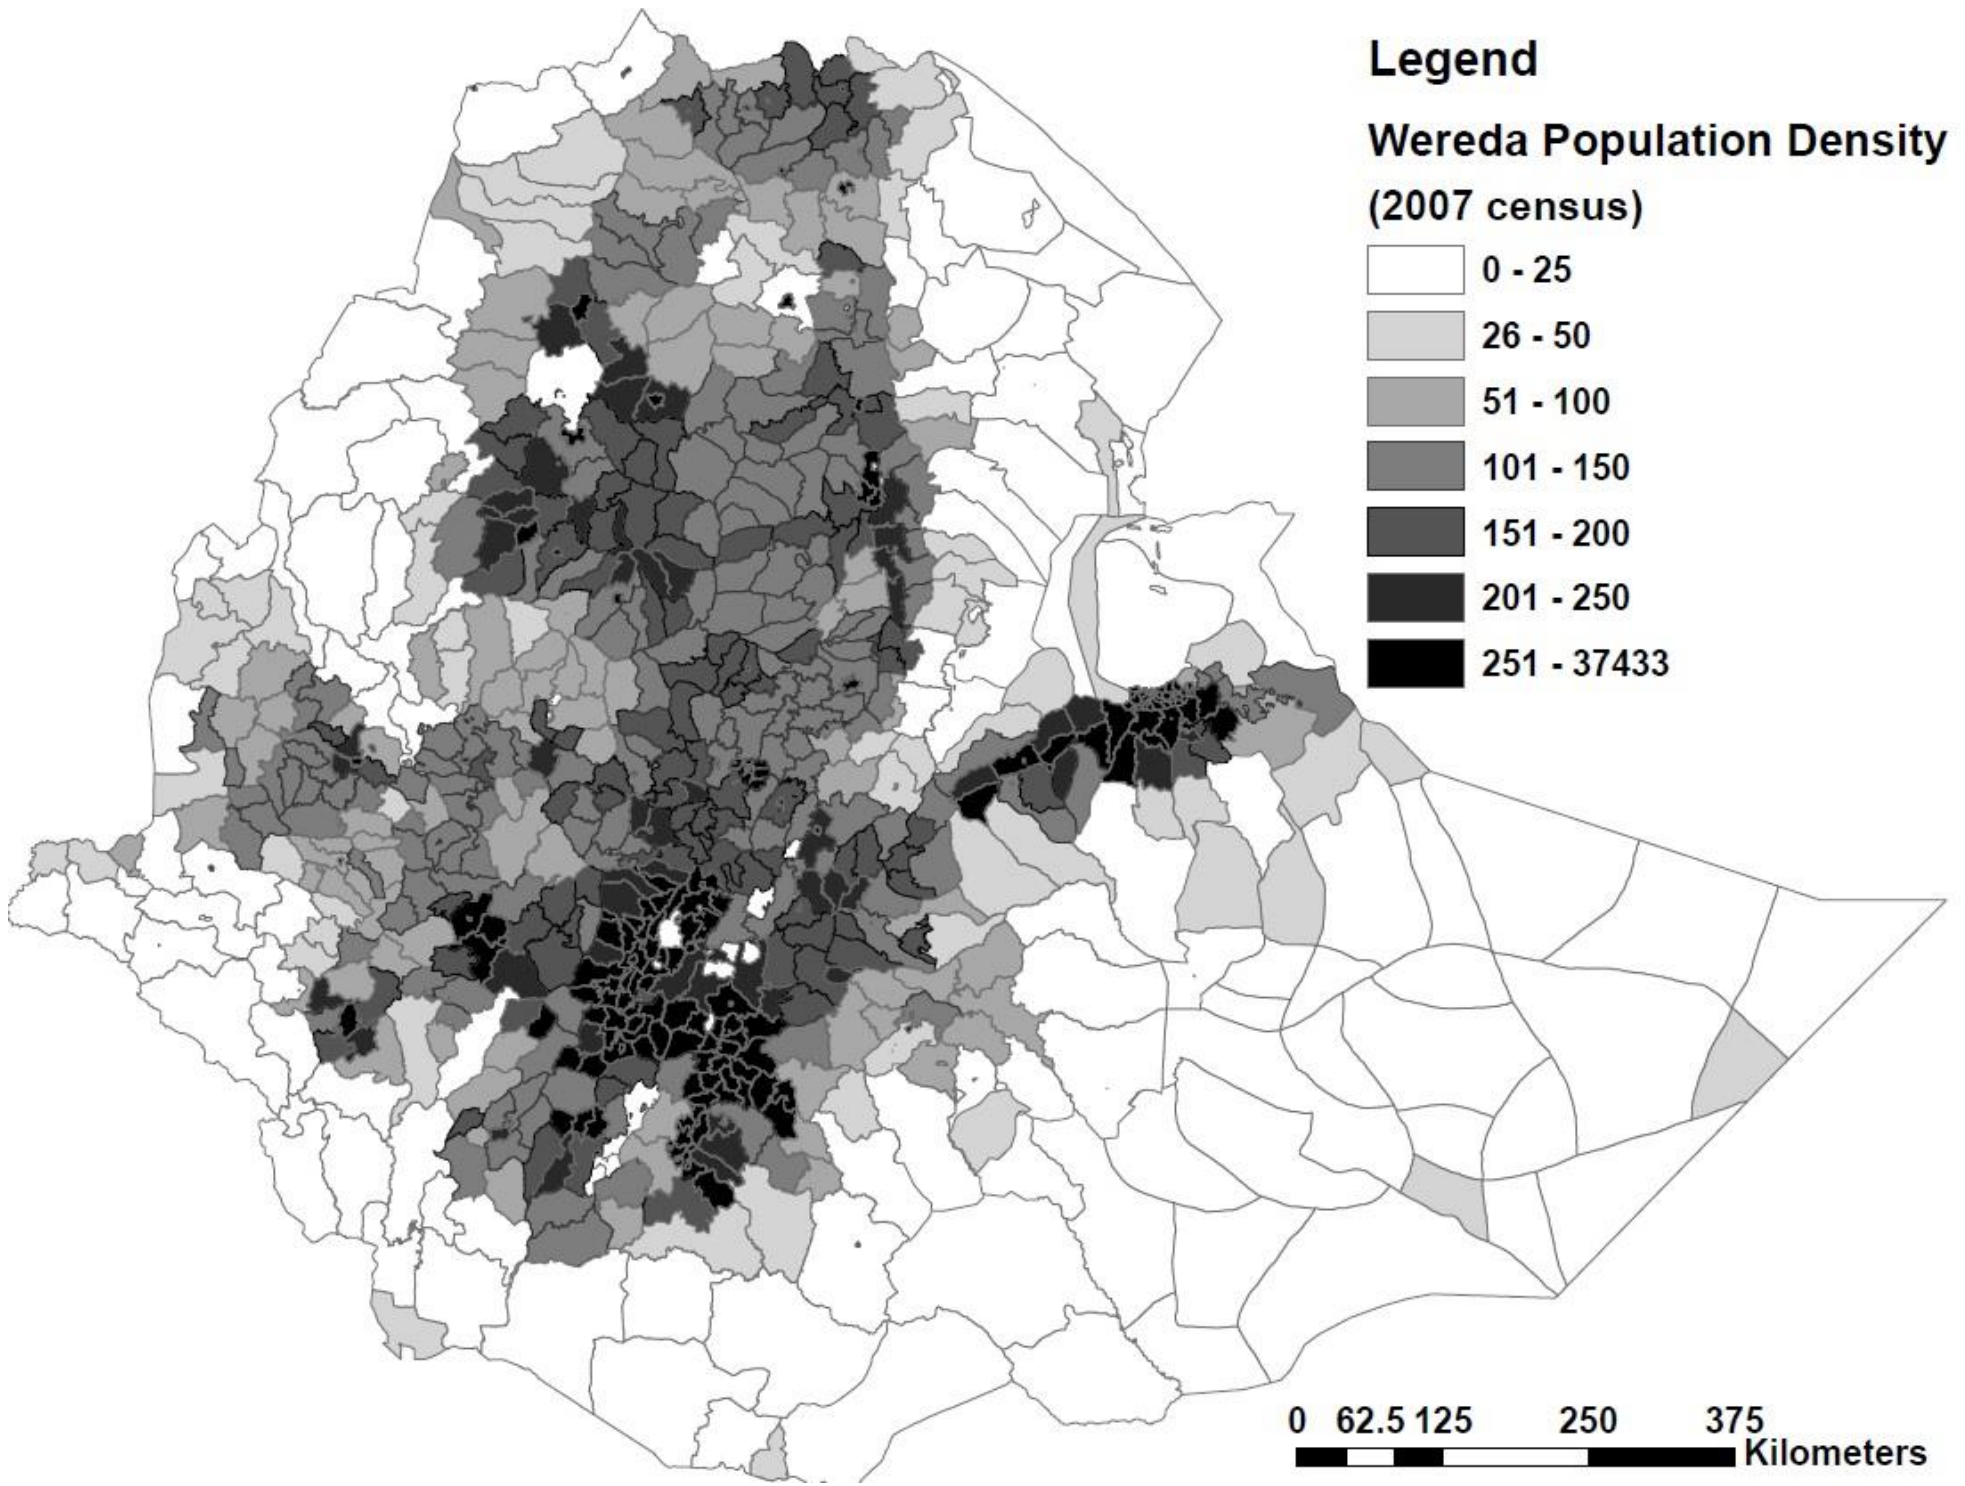 Legend
Wereda Population Density
(2007 census)
0 - 25
26 - 50
51 - 100
101 - 150
151 - 200
201 - 250
251 - 37433
0 62.5 125 250 375
Kilometers